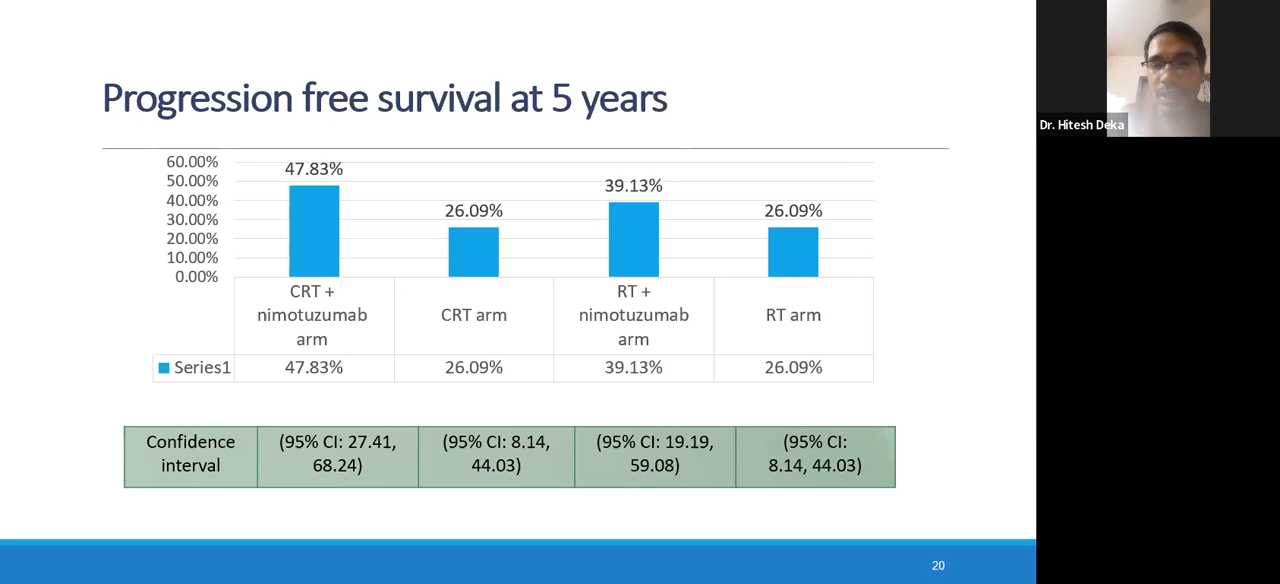 Progression free survival at 5 years
60.00%
50.00%
40.00%
30.00%
20.00%
10.00%
0.00%
47.83%
26.09%
39.13%
26.09%
CRT +
nimotuzumab
arm
CRT arm
RT +
nimotuzumab
arm
RT arm
Series1
47.83%
26.09%
39.13%
26.09%
Confidence
interval
(95% CI: 27.41,
68.24)
(95% CI: 8.14,
44.03)
(95% CI: 19.19,
59.08)
(95% CI:
8.14, 44.03)
20
Dr. Hitesh Deka